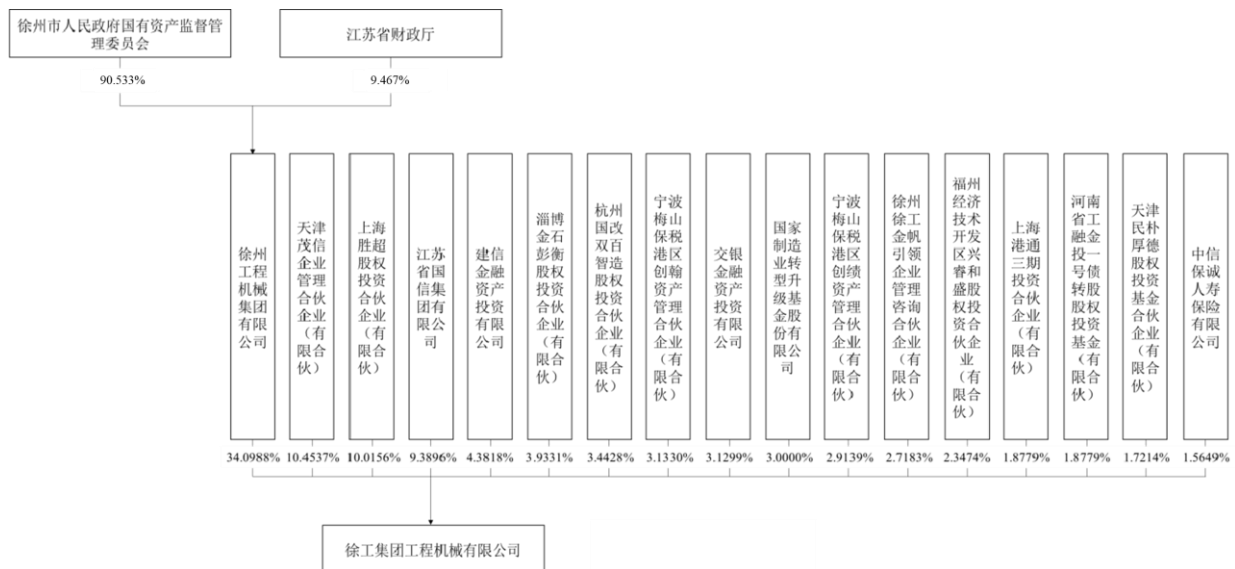 徐州市人民政府国有资产监督管
理委员会
江苏省财政厅
90.533%
9.467%
徐州
工程
机械
集团
有限
公司
天津
茂信
企业
管理
合伙
企业
（有
限合
伙）
上海
胜超
股权
投资
合伙
企业
（有
限合
伙）
江苏
省国
信集
团有
限公
司
建信
金融
资产
投资
有限
公司
淄博
金石
彭衡
股权
投资
合伙
企业
（有
限合
伙）
杭州
国改
双百
智造
股权
投资
合伙
企业
（有
限合
伙）
宁波
梅山
保税
港区
创翰
资产
管理
合伙
企业
（有
限合
伙）
交银
金融
资产
投资
有限
公司
国家
制造
业转
型升
级基
金股
份有
限公
司
宁波
梅山
保税
港区
创绩
资产
管理
合伙
企业
（有
限合
伙）
徐州
徐工
金帆
引领
企业
管理
咨询
合伙
企业
（有
限合
伙）
福州
经济
技术
开发
区兴
睿和
盛股
权投
资合
伙企
业
（有
限合
伙）
上海
港通
三期
投资
合伙
企业
（有
限合
伙）
河南
省工
融金
投一
号债
转股
股权
投资
基金
（有
限合
伙）
天津
民朴
厚德
股权
投资
基金
合伙
企业
（有
限合
伙）
中信
保诚
人寿
保险
有限
公司
34.0988%
10.4537%
10.0156%
9.3896%
4.3818%
3.9331%
3.4428%
3.1330%
3.1299%
3.0000%
2.9139%
2.7183%
2.3474%
1.8779%
1.8779%
1.7214%
1.5649%
徐工集团工程机械有限公司